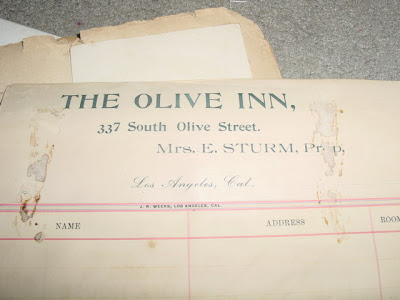 THE OLIVE INN,
337 South Olive Street.
Mrs. E. STURM, Prop,
Los Angeles, Cal.
J. R. WEEKS, LOS ANGELES, CAL.
NAME ADDRESS ROOM